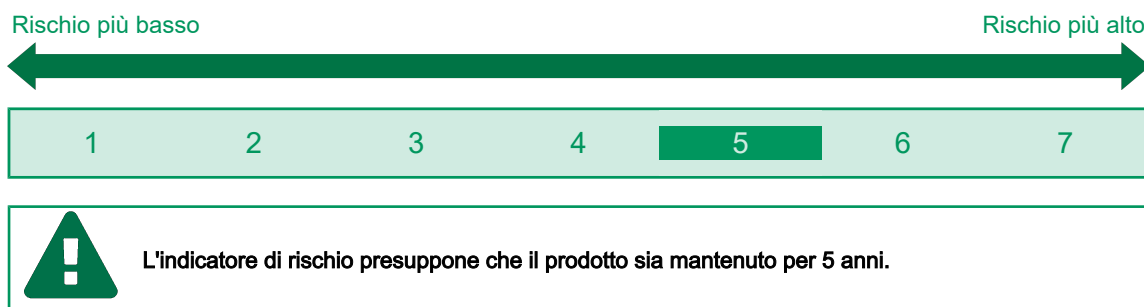 Rischio più basso Rischio più alto
1 2 3 4 5 6 7
! L'indicatore di rischio presuppone che il prodotto sia mantenuto per 5 anni.